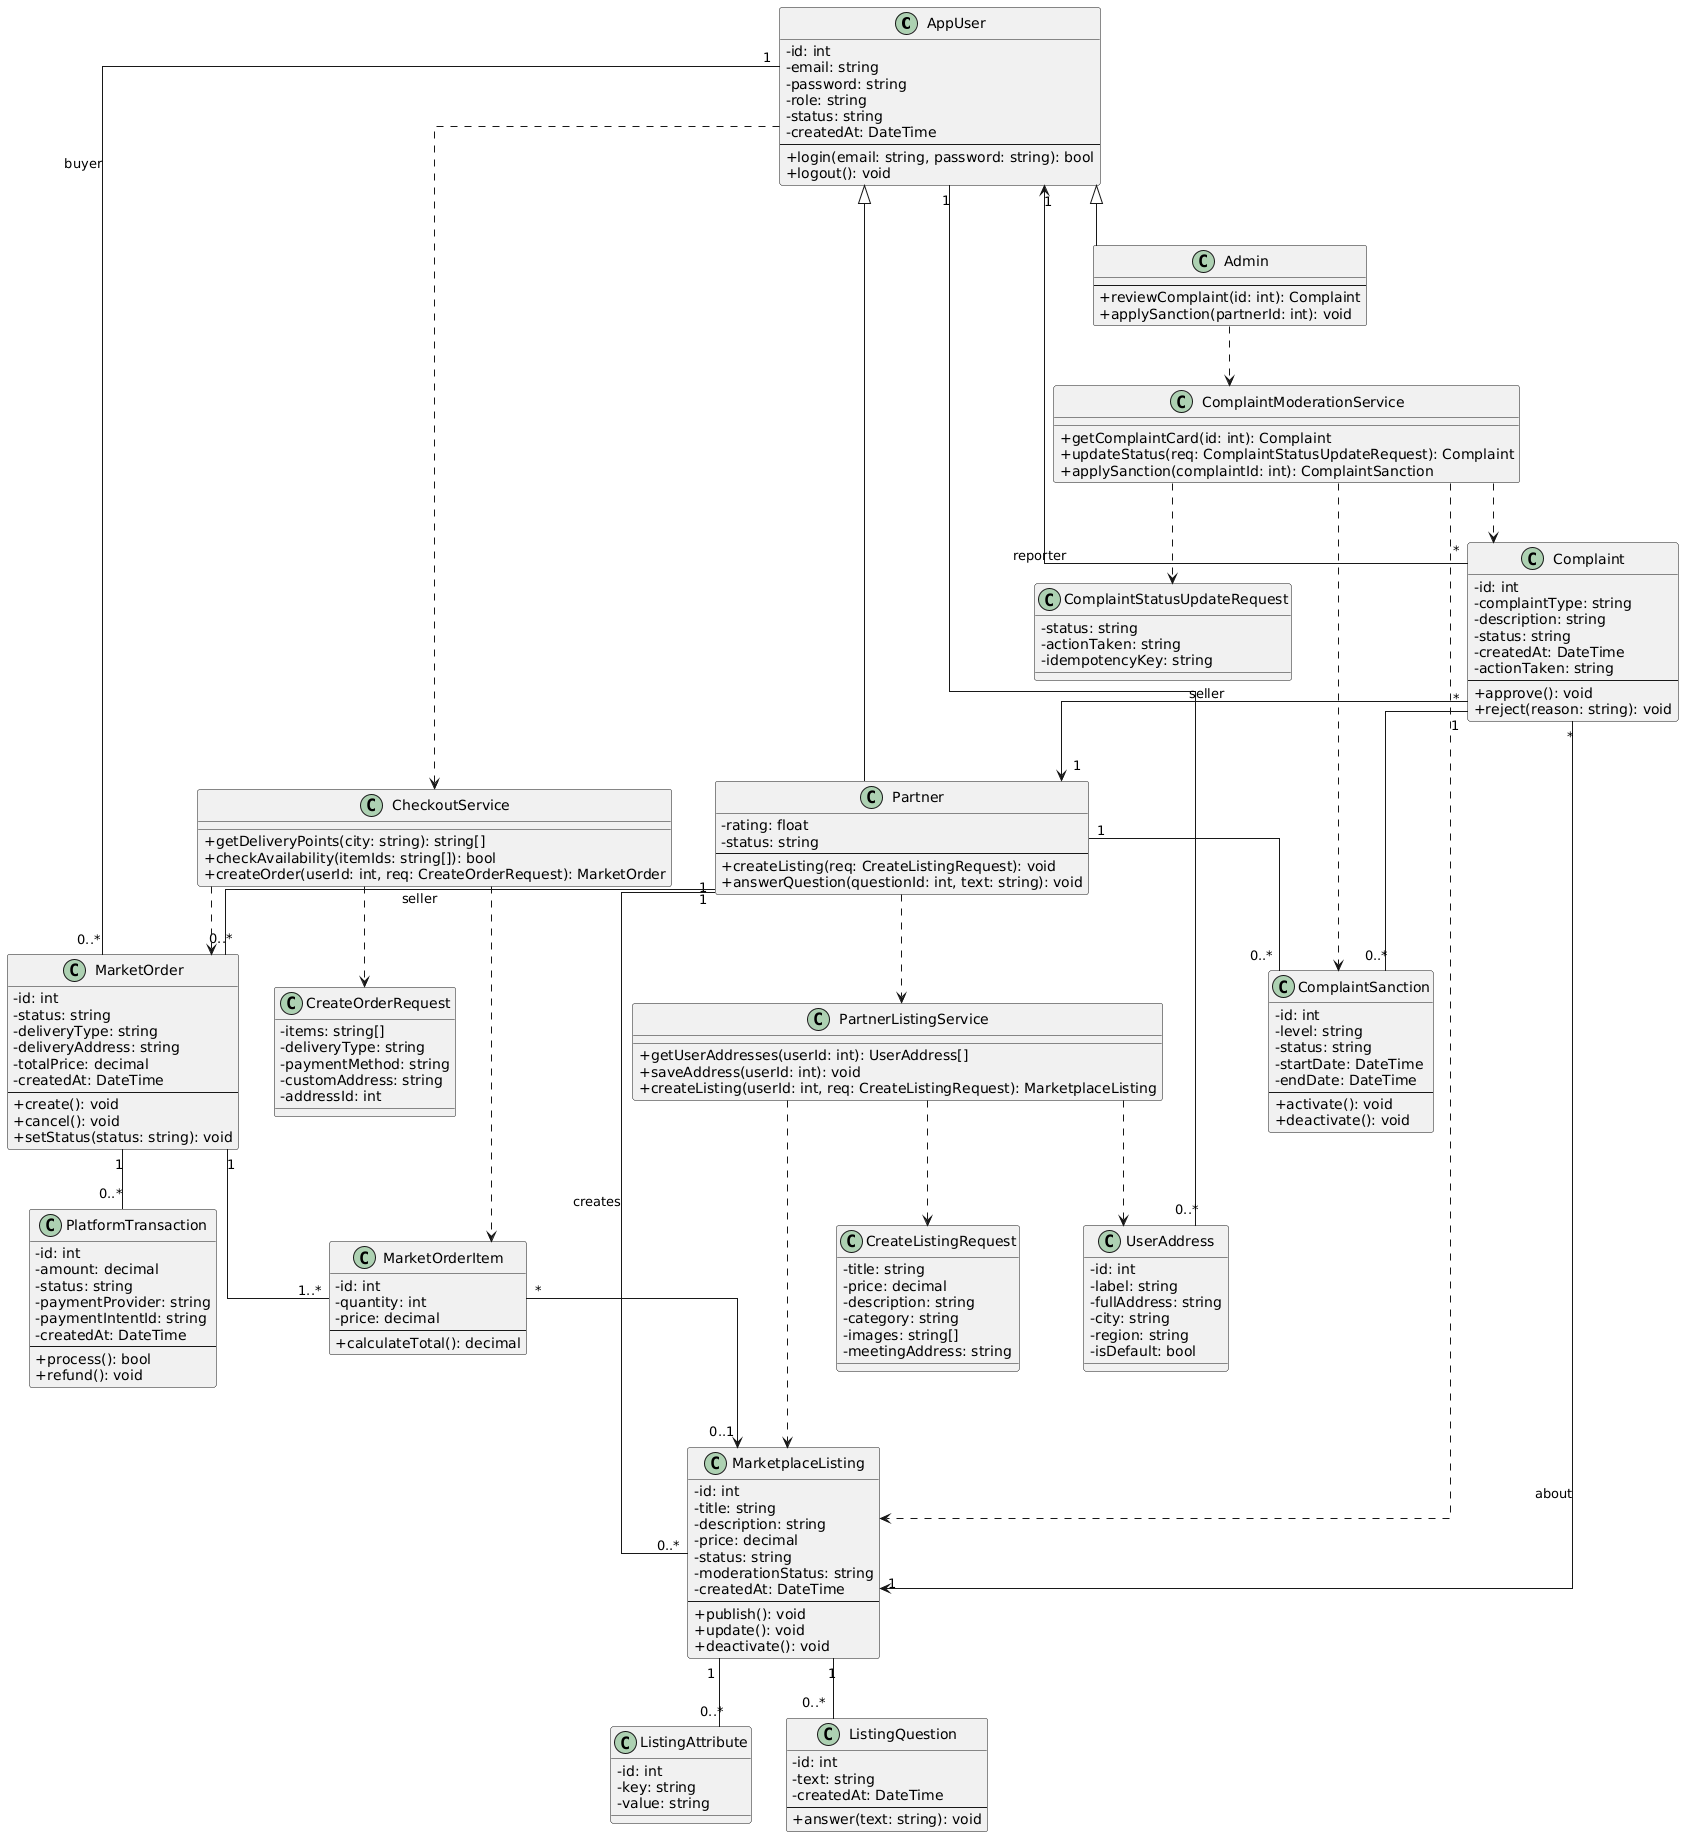 C AppUser
-id: int
-email: string
-password: string
-role: string
-status: string
-createdAt: DateTime
+login(email: string, password: string): bool
+logout(): void
1
buyer
1
1
C Admin
+reviewComplaint(id: int): Complaint
+applySanction(partnerId: int): void
C ComplaintModerationService
+getComplaintCard(id: int): Complaint
+updateStatus(req: ComplaintStatusUpdateRequest): Complaint
+applySanction(complaintId: int): ComplaintSanction
reporter
*
C Complaint
-id: int
-complaintType: string
-description: string
-status: string
-createdAt: DateTime
-actionTaken: string
+approve(): void
+reject(reason: string): void
C ComplaintStatusUpdateRequest
-status: string
-actionTaken: string
-idempotencyKey: string
seller
*
1
*
1
C CheckoutService
+getDeliveryPoints(city: string): string[]
+checkAvailability(itemIds: string[]): bool
+createOrder(userId: int, req: CreateOrderRequest): MarketOrder
C Partner
-rating: float
-status: string
+createListing(req: CreateListingRequest): void
+answerQuestion(questionId: int, text: string): void
1
1
seller
1
0..*
0..*
0..*
0..*
C MarketOrder
-id: int
-status: string
-deliveryType: string
-deliveryAddress: string
-totalPrice: decimal
-createdAt: DateTime
+create(): void
+cancel(): void
+setStatus(status: string): void
C CreateOrderRequest
-items: string[]
-deliveryType: string
-paymentMethod: string
-customAddress: string
-addressId: int
C PartnerListingService
+getUserAddresses(userId: int): UserAddress[]
+saveAddress(userId: int): void
+createListing(userId: int, req: CreateListingRequest): MarketplaceListing
C ComplaintSanction
-id: int
-level: string
-status: string
-startDate: DateTime
-endDate: DateTime
+activate(): void
+deactivate(): void
1
1
0..*
creates
0..*
C PlatformTransaction
-id: int
-amount: decimal
-status: string
-paymentProvider: string
-paymentIntentId: string
-createdAt: DateTime
+process(): bool
+refund(): void
1..*
C MarketOrderItem
-id: int
-quantity: int
-price: decimal
+calculateTotal(): decimal
*
C CreateListingRequest
-title: string
-price: decimal
-description: string
-category: string
-images: string[]
-meetingAddress: string
C UserAddress
-id: int
-label: string
-fullAddress: string
-city: string
-region: string
-isDefault: bool
0..1
C MarketplaceListing
-id: int
-title: string
-description: string
-price: decimal
-status: string
-moderationStatus: string
-createdAt: DateTime
+publish(): void
+update(): void
+deactivate(): void
about
0..*
1
1
1
0..*
0..*
C ListingAttribute
-id: int
-key: string
-value: string
C ListingQuestion
-id: int
-text: string
-createdAt: DateTime
+answer(text: string): void